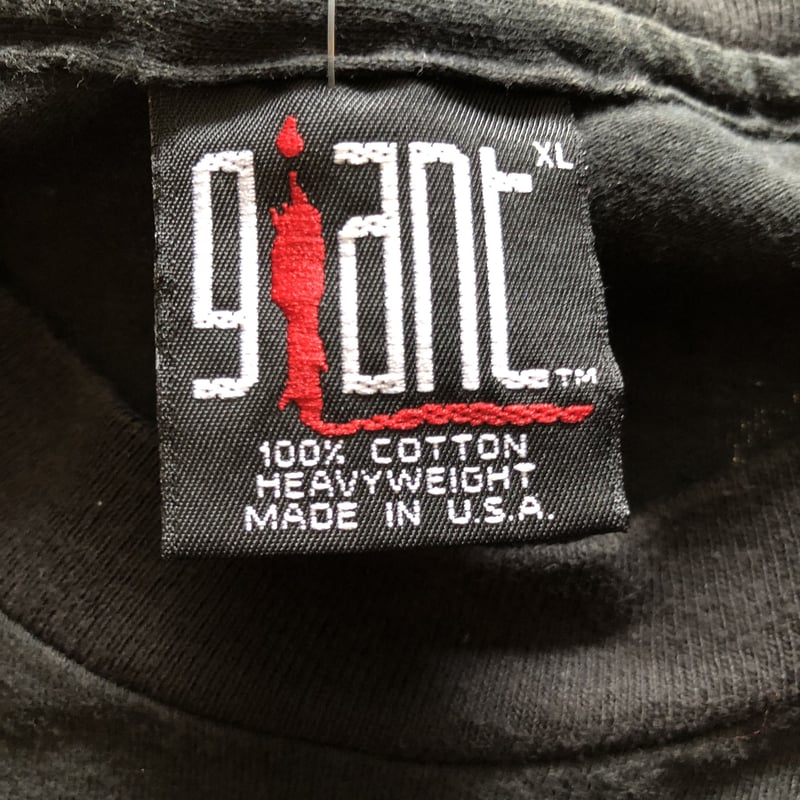 giant XL
TM
100% COTTON
HEAVYWEIGHT
MADE IN U.S.A.